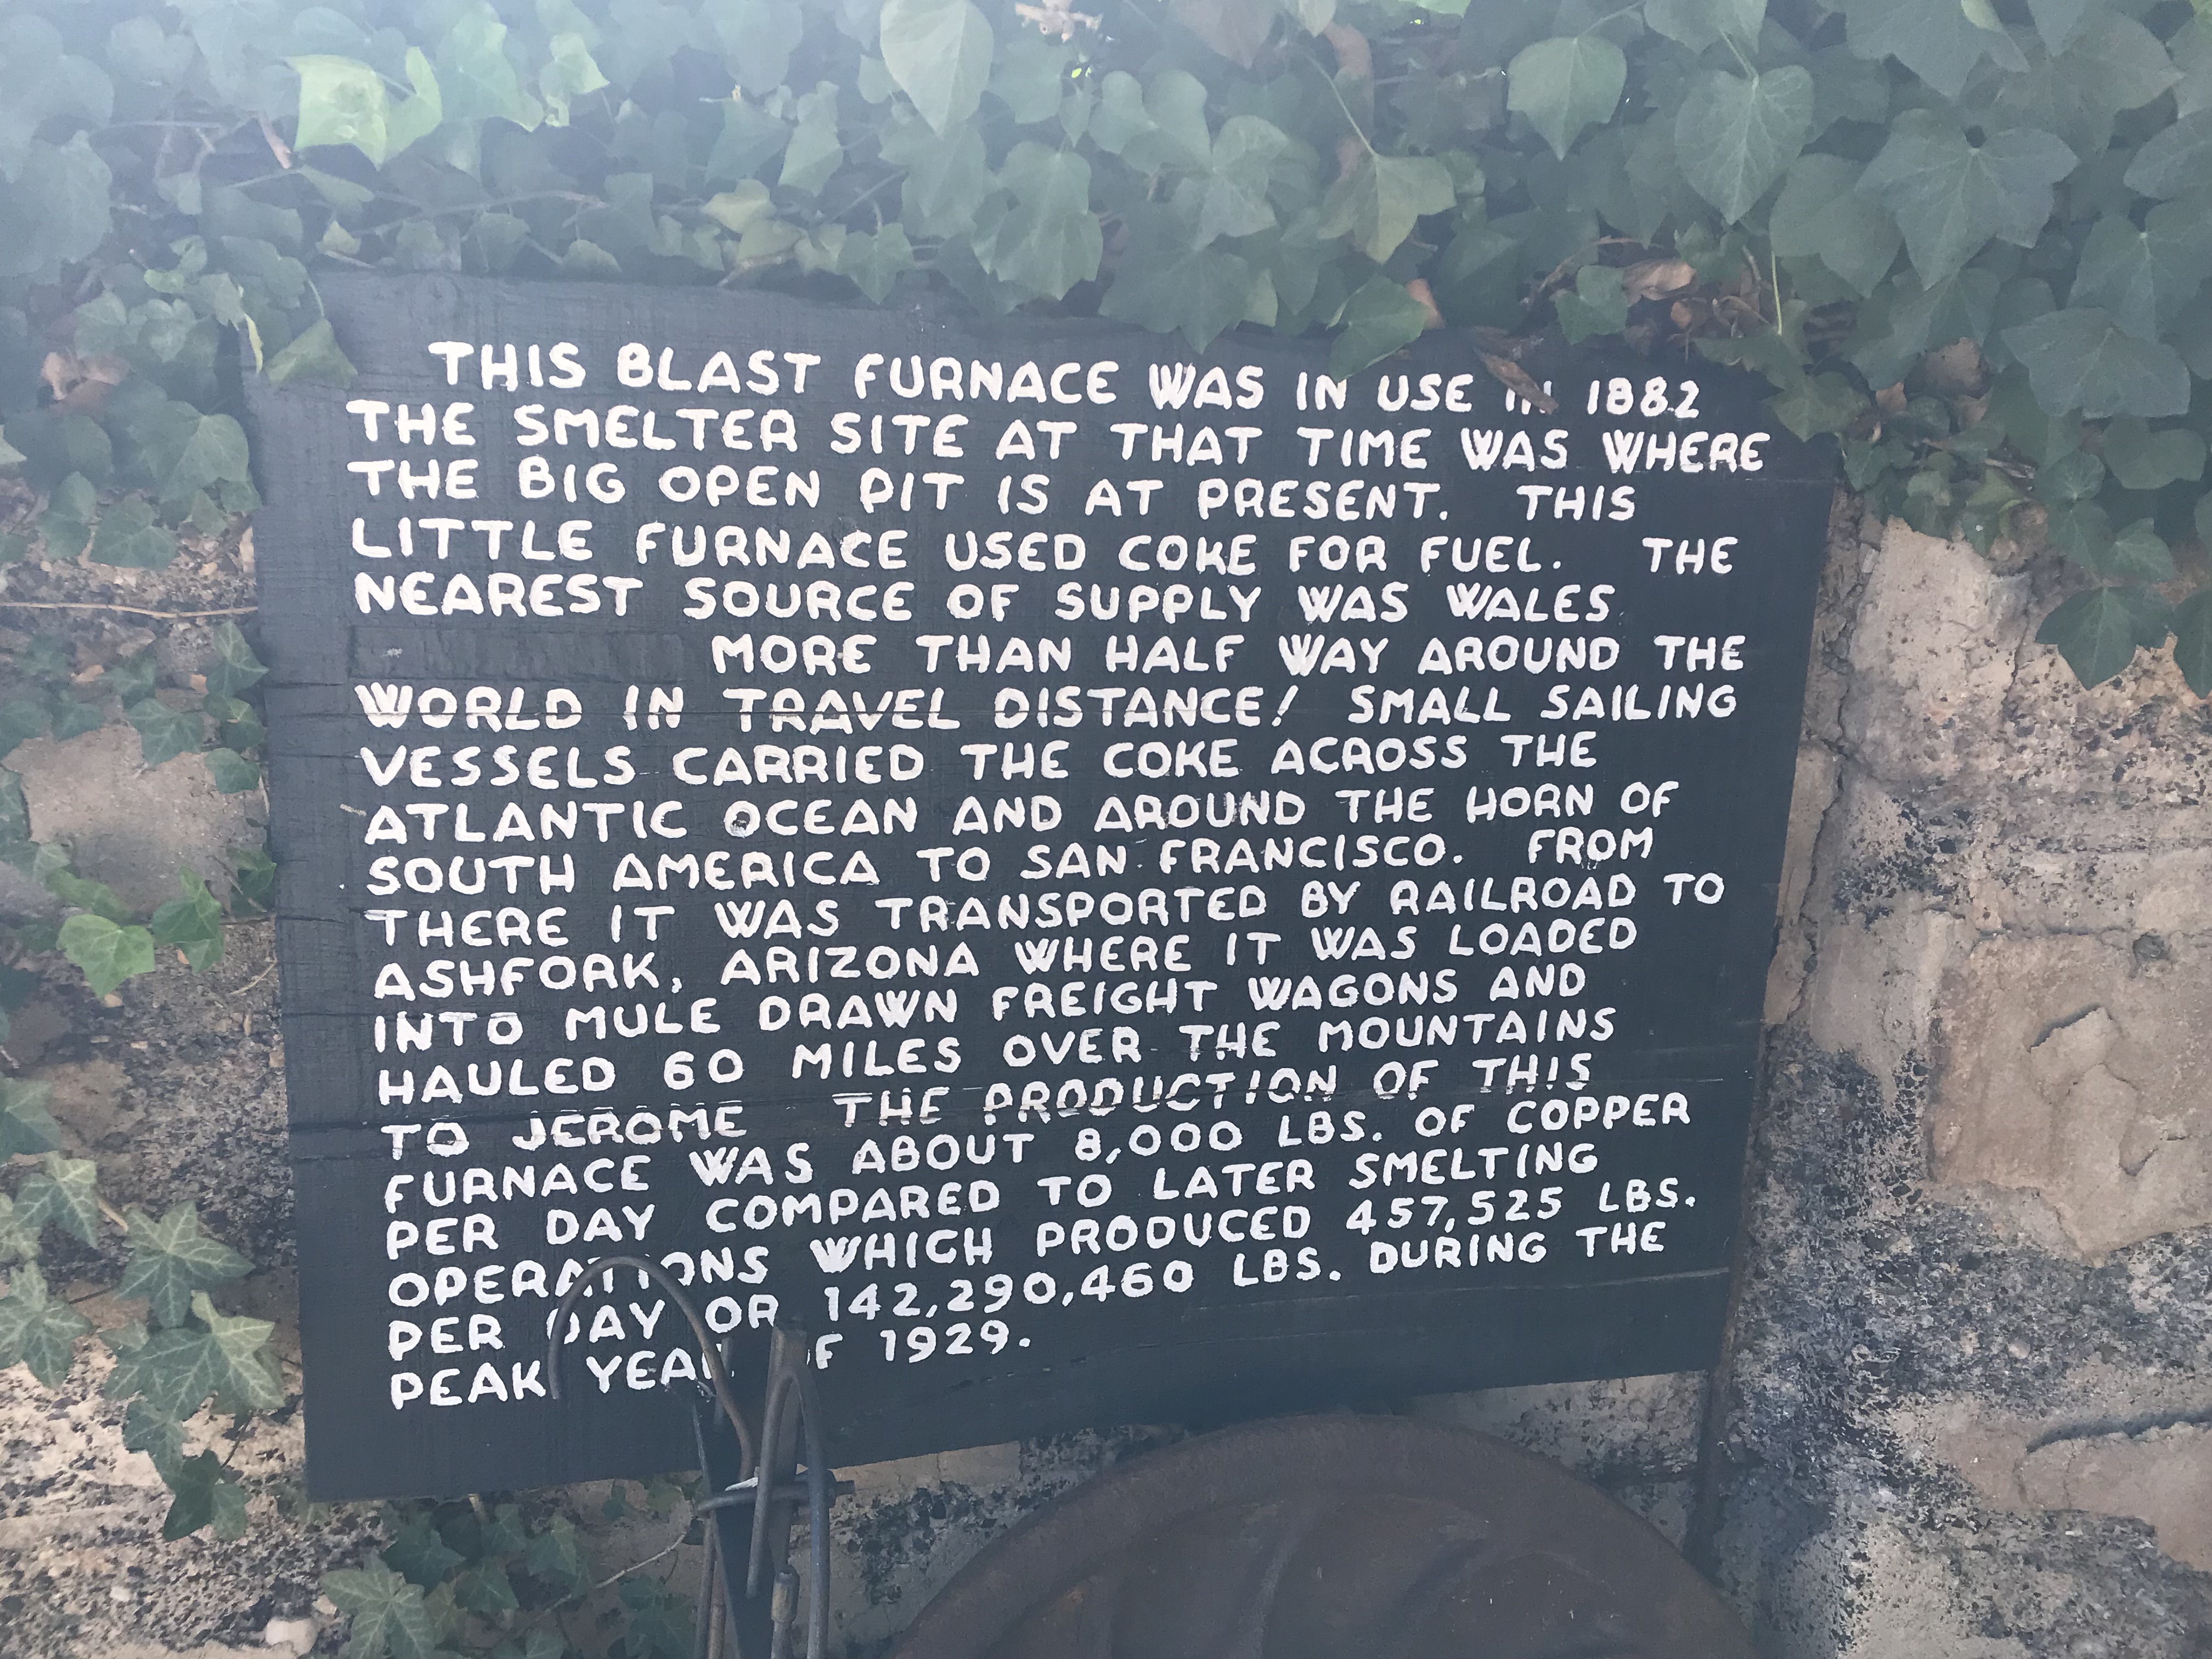 THIS BLAST FURNACE WAS IN USE IN 1882
THE SMELTER SITE AT THAT TIME WAS WHERE
THE BIG OPEN PIT IS AT PRESENT. THIS
LITTLE FURNACE USED COKE FOR FUEL. THE
NEAREST SOURCE OF SUPPLY WAS WALES
MORE THAN HALF WAY AROUND THE
WORLD IN TRAVEL DISTANCE! SMALL SAILING
VESSELS CARRIED THE COKE ACROSS THE
ATLANTIC OCEAN AND AROUND THE HORN OF
SOUTH AMERICA TO SAN FRANCISCO. FROM
THERE IT WAS TRANSPORTED BY RAILROAD TO
ASHFORK, ARIZONA WHERE IT WAS LOADED
INTO MULE DRAWN FREIGHT WAGONS AND
HAULED 60 MILES OVER THE MOUNTAINS
TO JEROME THE PRODUCTION OF THIS
FURNACE WAS ABOUT 8,000 LBS. OF COPPER
PER DAY COMPARED TO LATER SMELTING
OPERATIONS WHICH PRODUCED 457,525 LBS.
PER DAY OR 142,290,460 LBS. DURING THE
PEAK YEAR OF 1929.